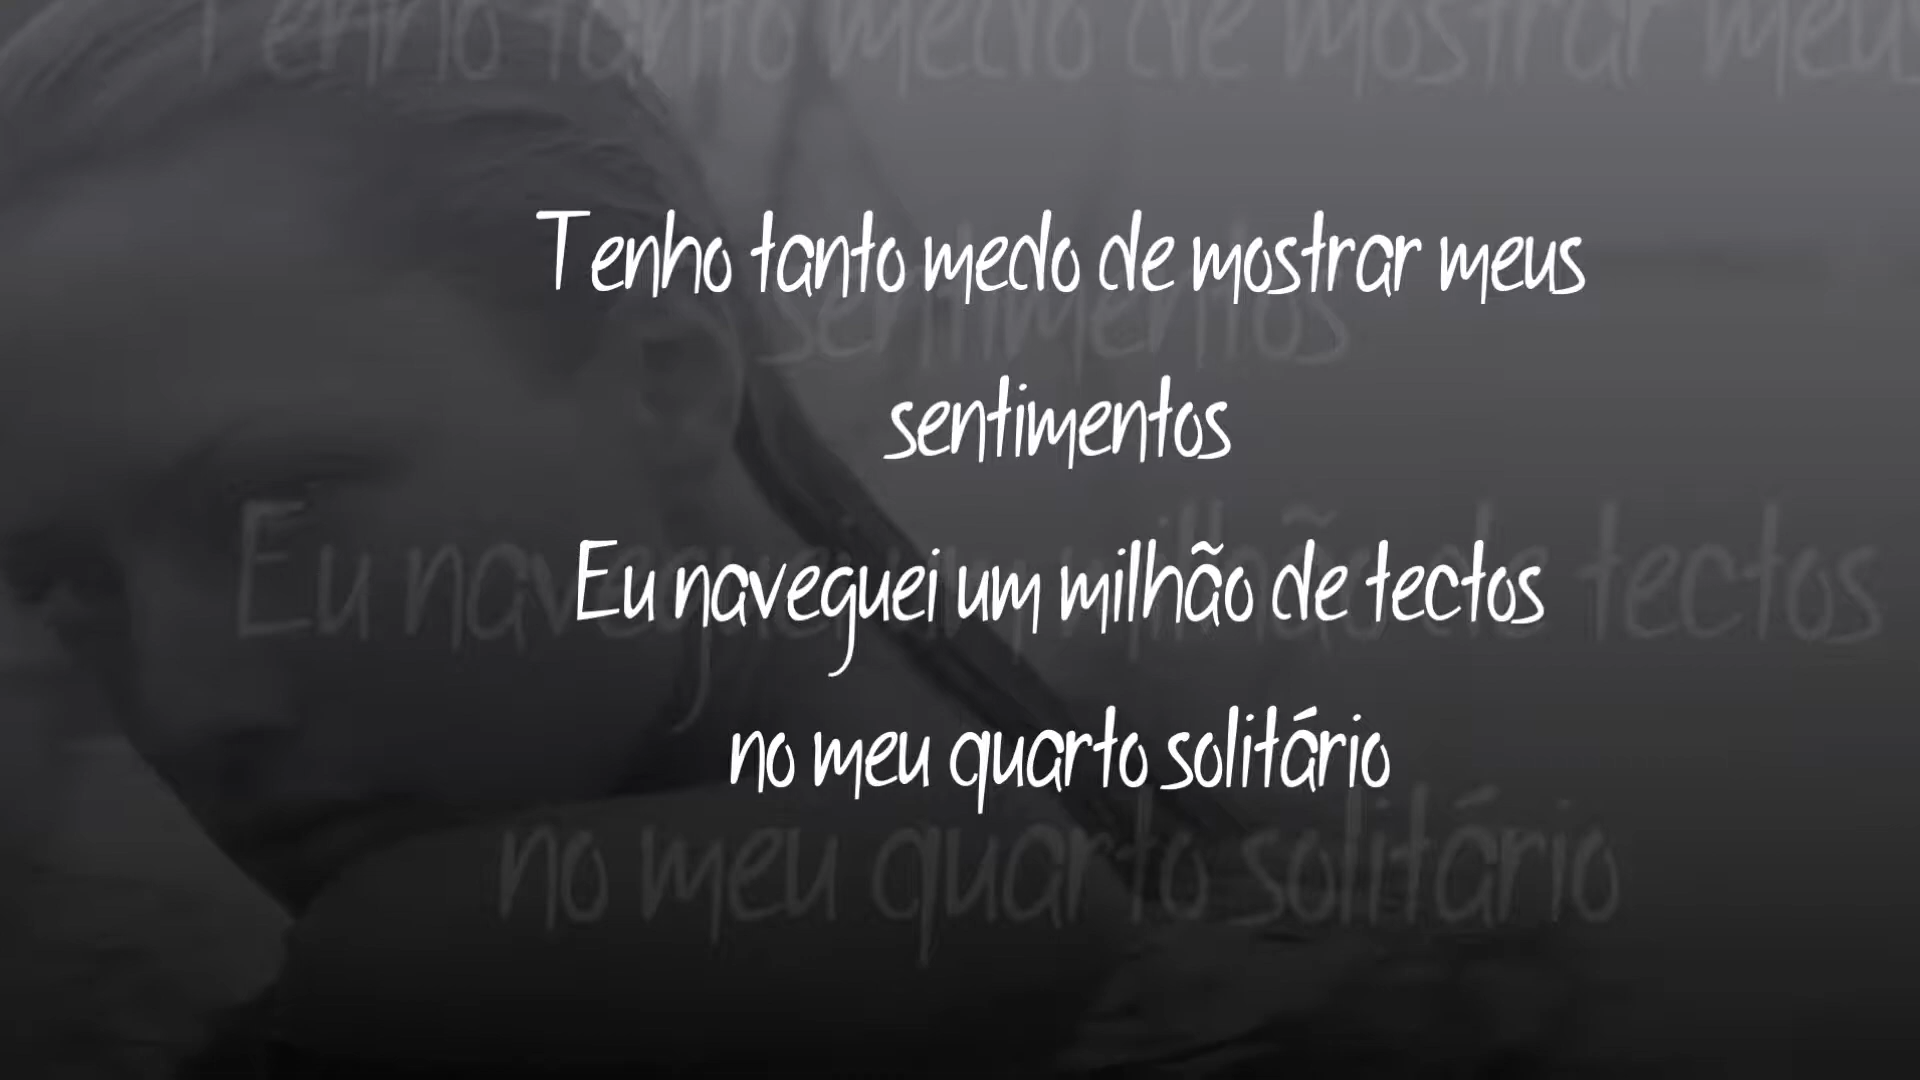 Tenho tanto medo de mostrar meus
sentimentos
Eu naveguei um milhão de tectos
no meu quarto solitário